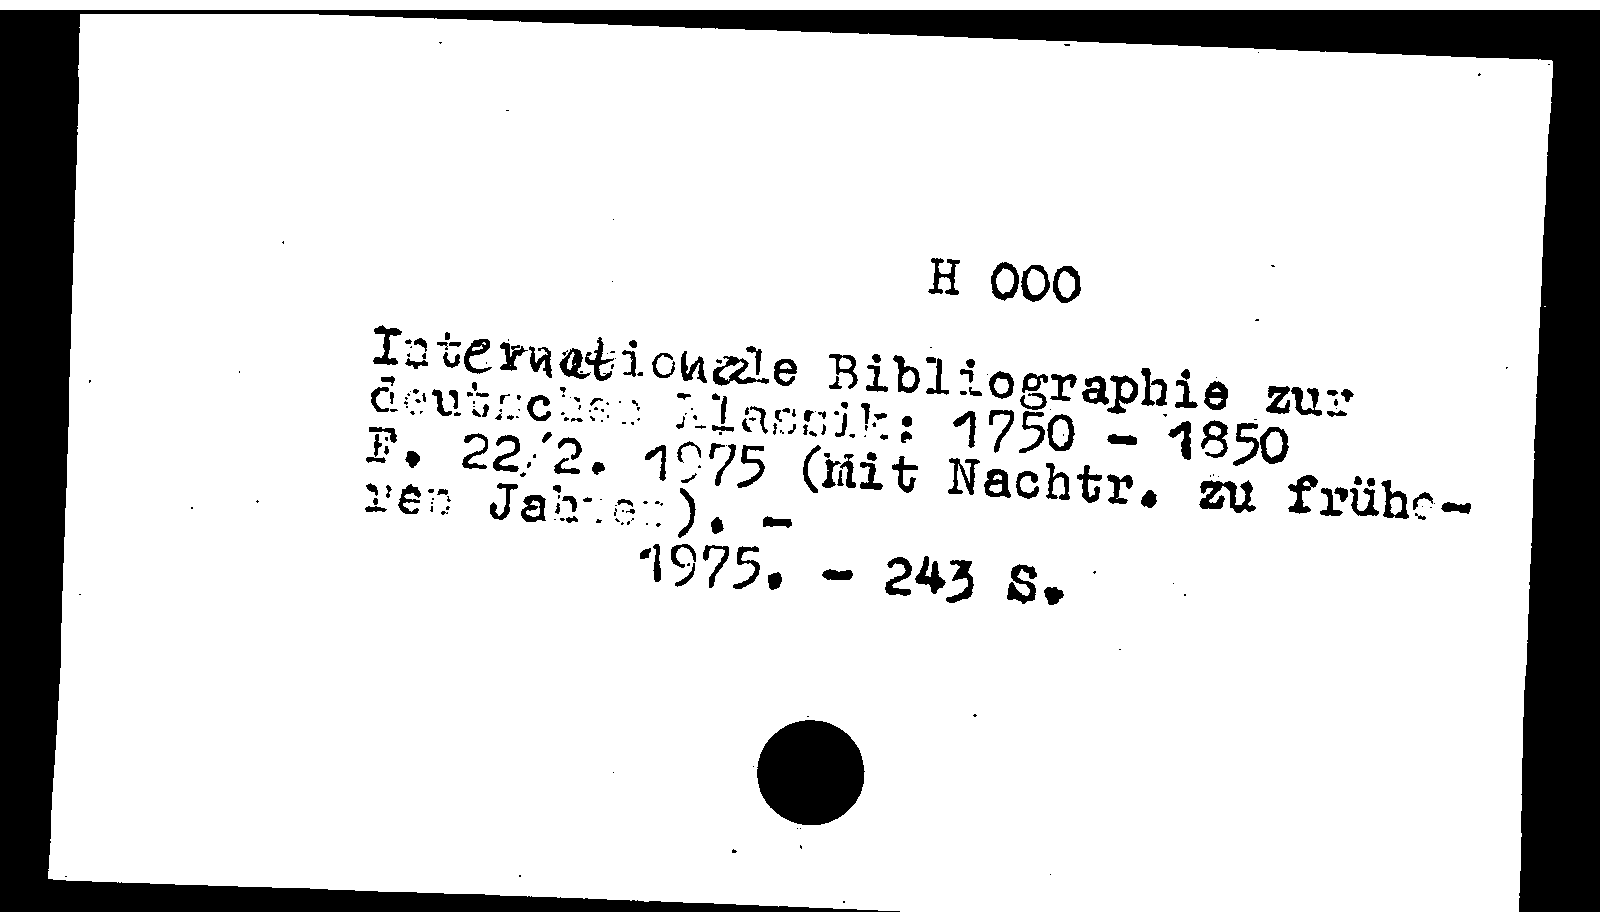 H 000
Internationale Bibliographie zur
deutschen Klassik: 1750 - 1850
F. 22/2. 1975 (mit Nachtr. zu frühe-
ren Jahren). -
1975. - 243 S.